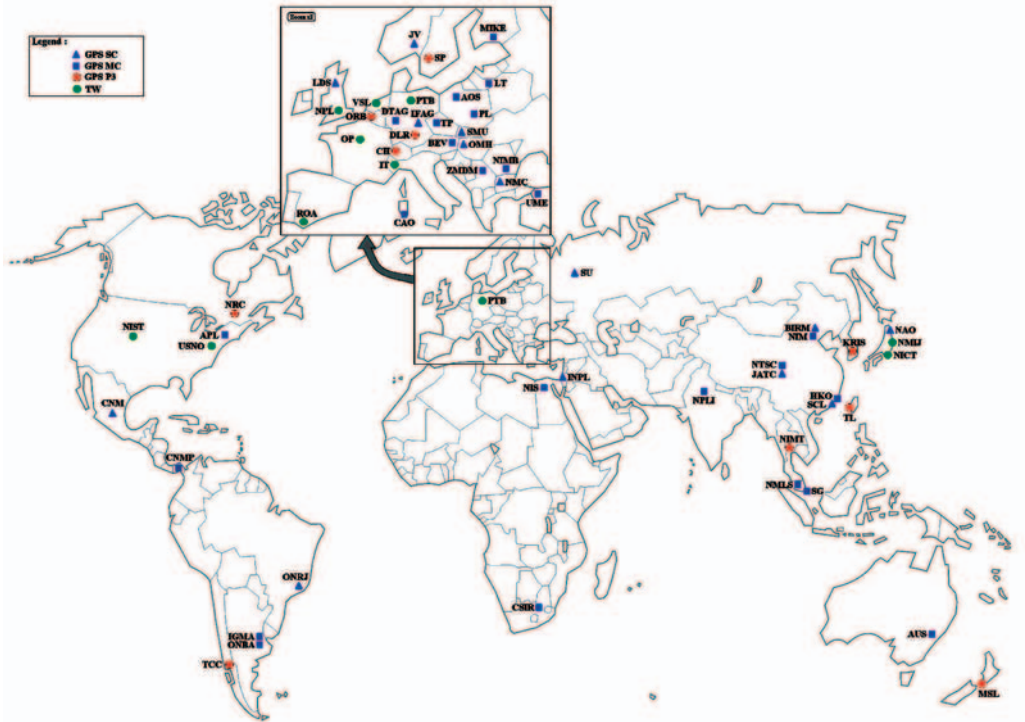 Legend :
GPS SC
GPS MC
GPS P3
TW
MIKE
JV
SP
LDS
LT
VSL
PTB
AOS
NPL
ORB
DTAG
IFAG
TP
PL
OP
DLR
SMU
BEV
OMH
CH
IT
ZMDM
NIMB
NMC
UME
ROA
CAO
SU
PTB
NRC
NIST
APL
USNO
CNM
CNMP
INPL
NIS
BIRM
NIM
NAO
KRIS
NMIJ
NICT
NTSC
JATC
NPLI
HKO
SCL
TL
NIMT
NMLS
SG
ONRJ
CSIR
IGMA
ONBA
TCC
AUS
MSL